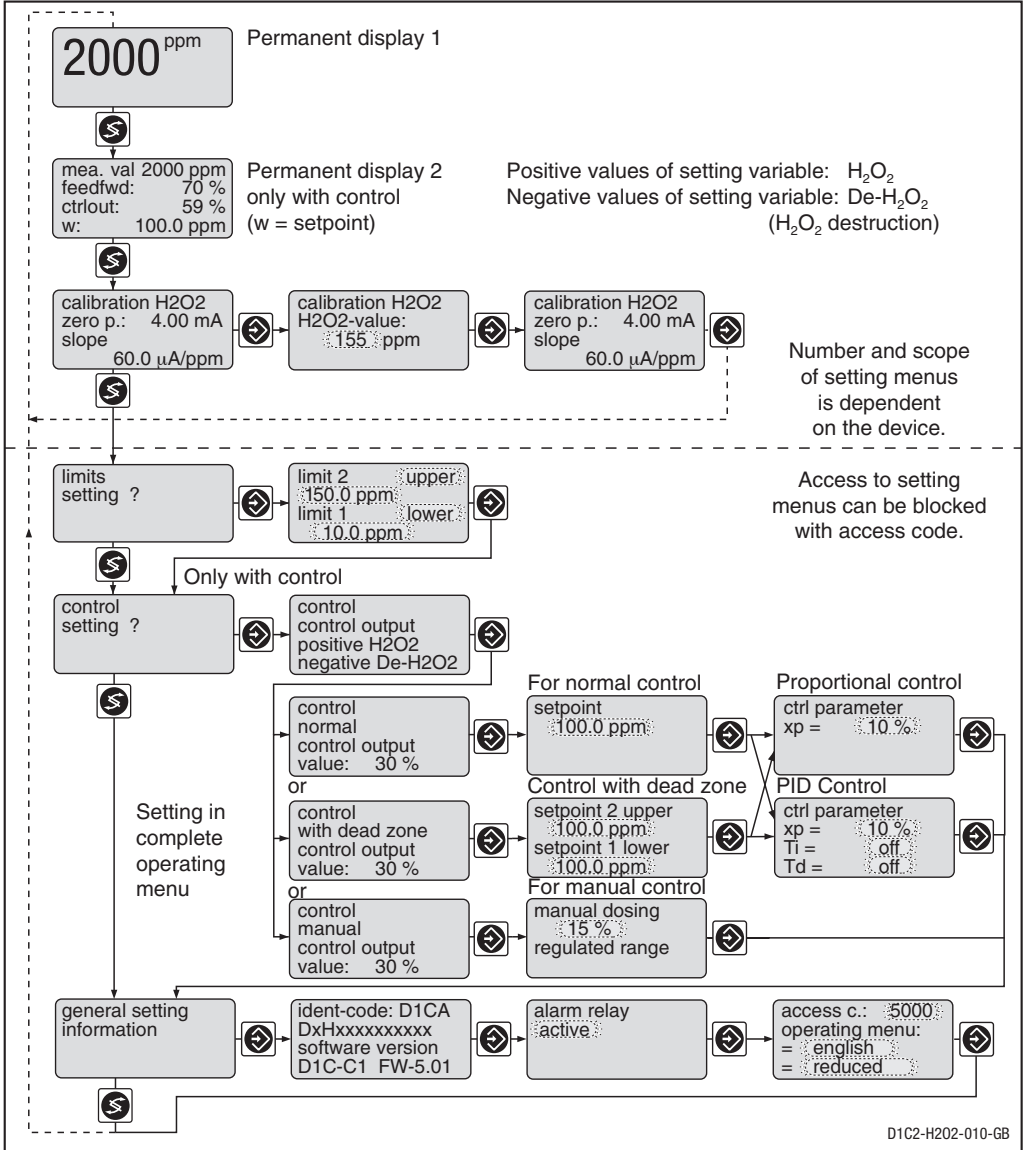 2000 ppm
Permanent display 1
mea. val 2000 ppm
feedfwd: 70 %
ctrlout: 59 %
w: 100.0 ppm
Permanent display 2
only with control
(w = setpoint)
Positive values of setting variable: H₂O₂
Negative values of setting variable: De-H₂O₂
(H₂O₂ destruction)
calibration H2O2
zero p.: 4.00 mA
slope
60.0 µA/ppm
calibration H2O2
H2O2-value:
155 ppm
calibration H2O2
zero p.: 4.00 mA
slope
60.0 µA/ppm
Number and scope
of setting menus
is dependent
on the device.
limits
setting ?
limit 2 upper
150.0 ppm
limit 1 lower
10.0 ppm
Access to setting
menus can be blocked
with access code.
Only with control
control
setting ?
control
control output
positive H2O2
negative De-H2O2
control
normal
control output
value: 30 %
For normal control
setpoint
100.0 ppm
Proportional control
ctrl parameter
xp = 10 %
or
Setting in
complete
operating
menu
control
with dead zone
control output
value: 30 %
Control with dead zone
setpoint 2 upper
100.0 ppm
setpoint 1 lower
100.0 ppm
PID Control
ctrl parameter
xp = 10 %
Ti = off
Td = off
or
control
manual
control output
value: 30 %
For manual control
manual dosing
15 %
regulated range
general setting
information
ident-code: D1CA
DxHxxxxxxxxxx
software version
D1C-C1 FW-5.01
alarm relay
active
access c.: 5000
operating menu:
= english
= reduced
D1C2-H2O2-010-GB